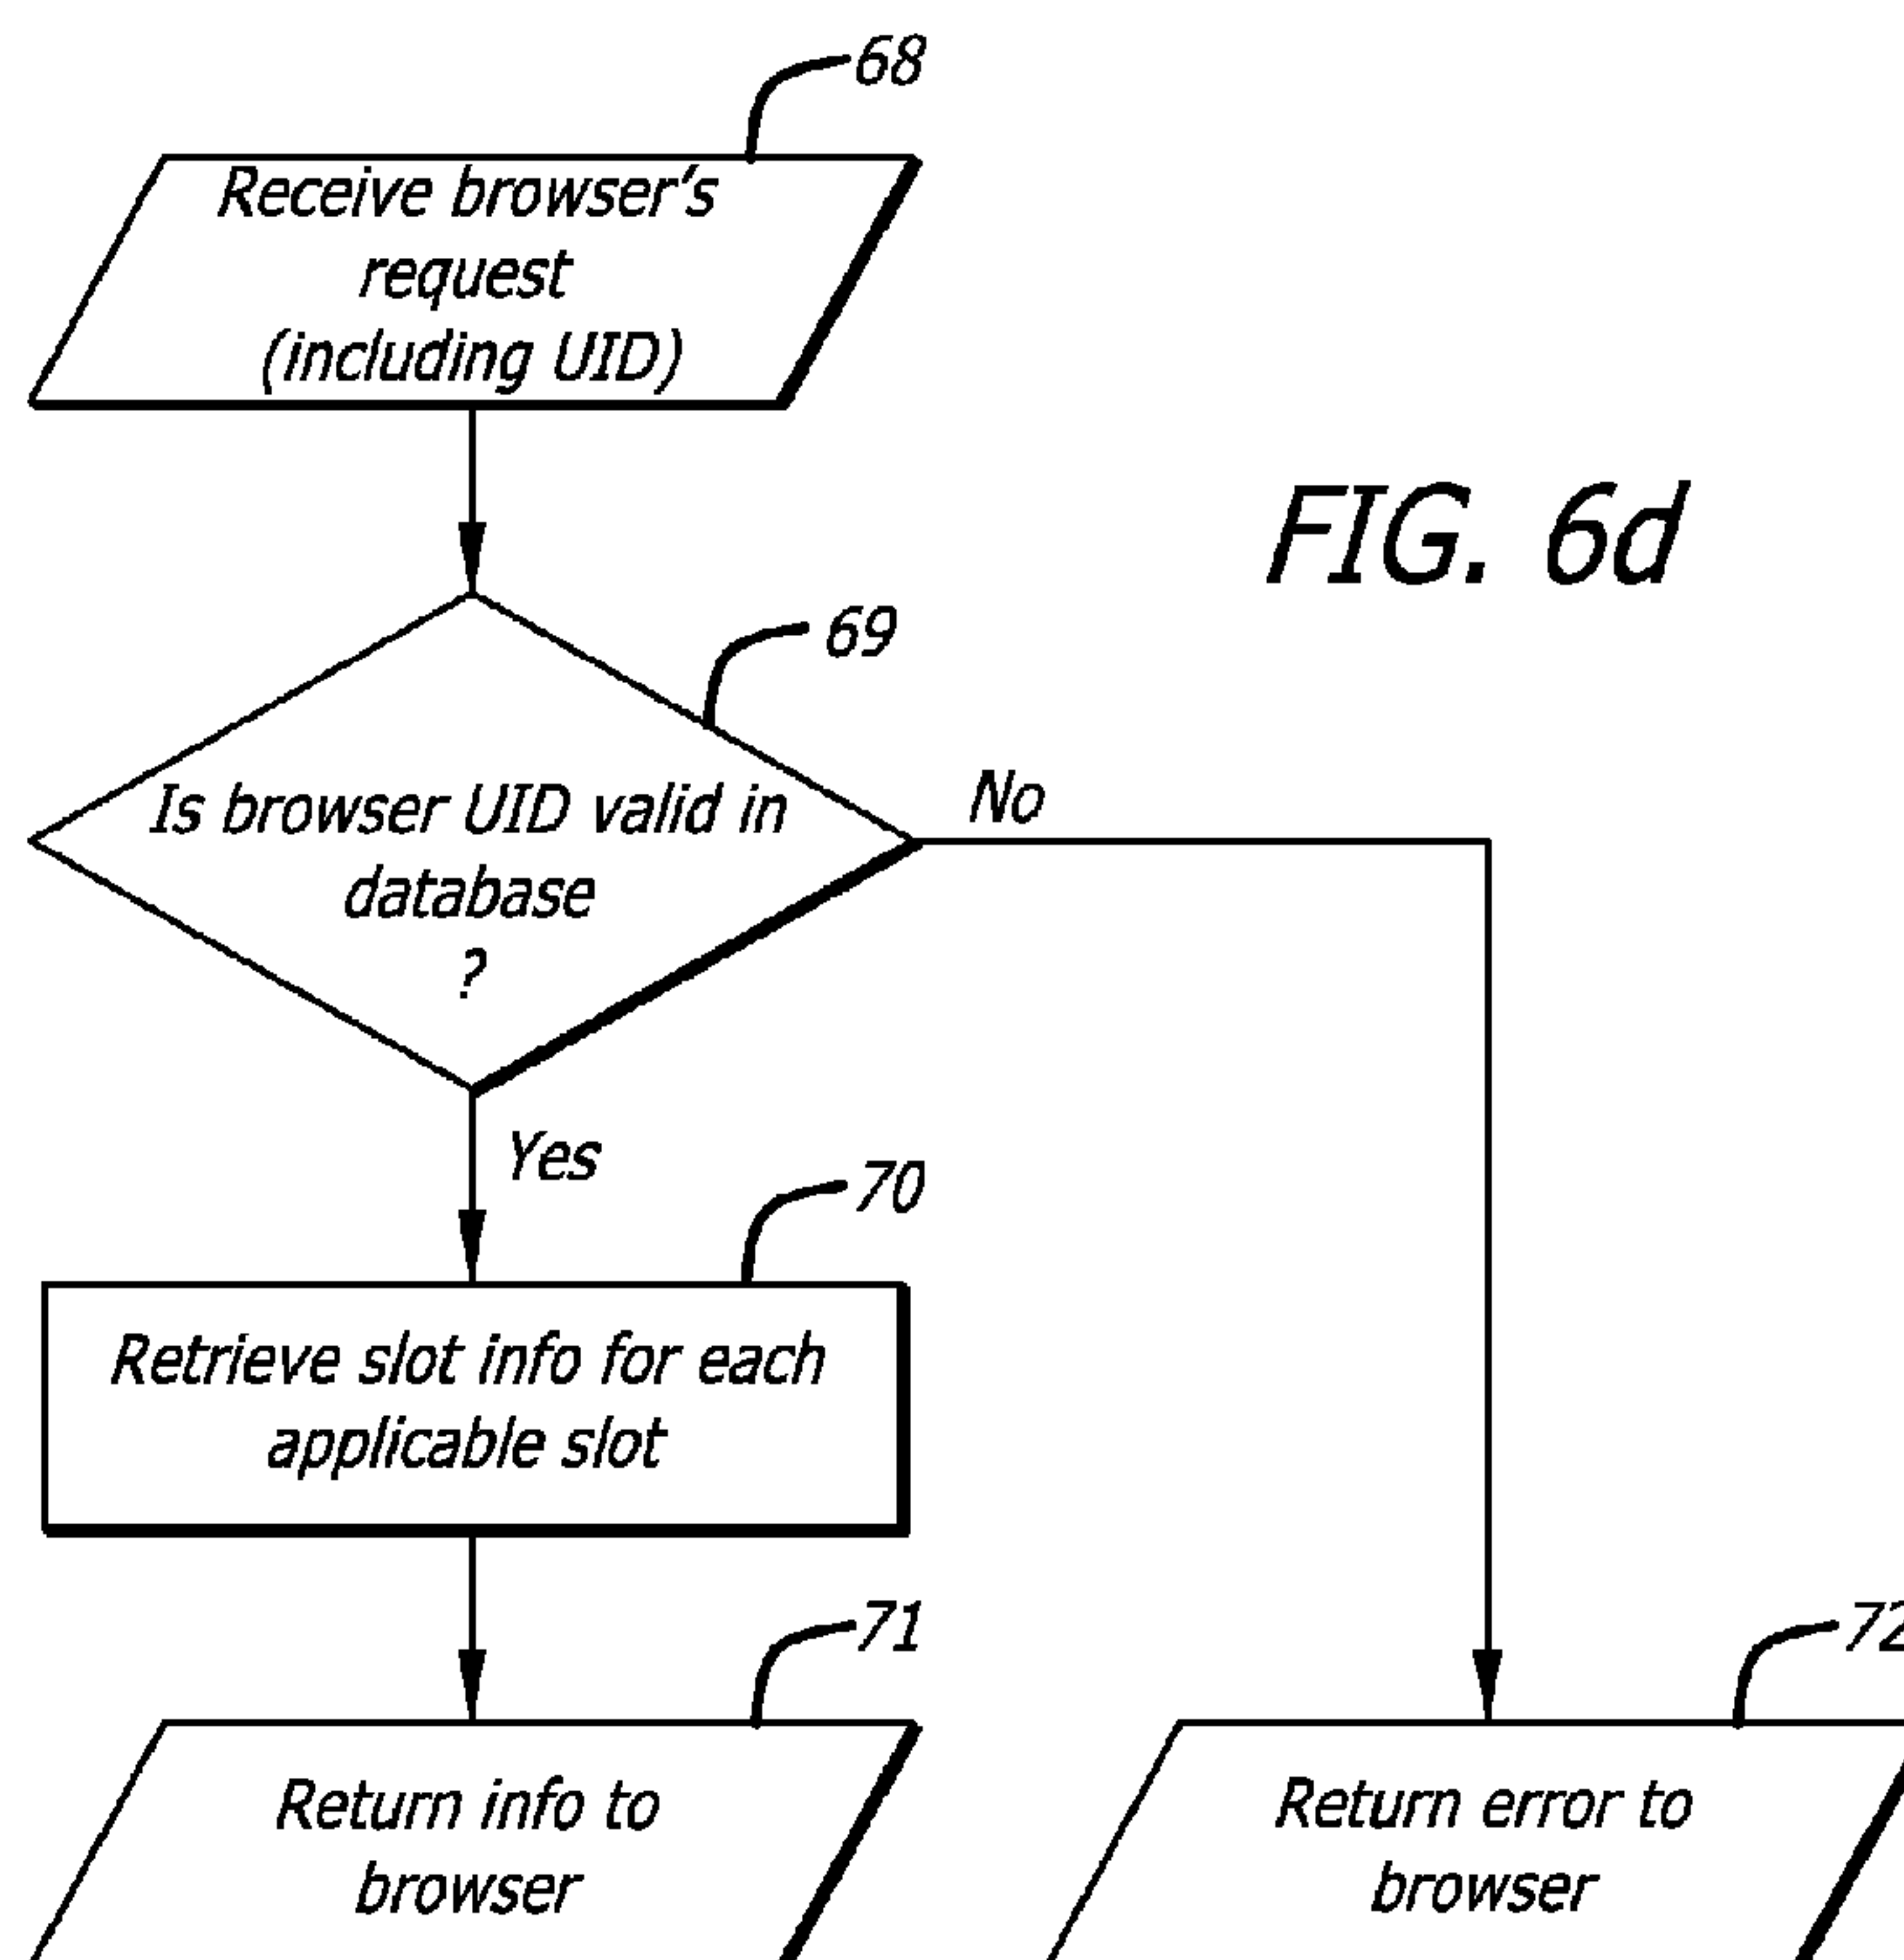 68
Receive browser's
request
(including UID)
FIG. 6d
69
Is browser UID valid in
database
?
No
Yes
70
Retrieve slot info for each
applicable slot
71
72
Return info to
browser
Return error to
browser